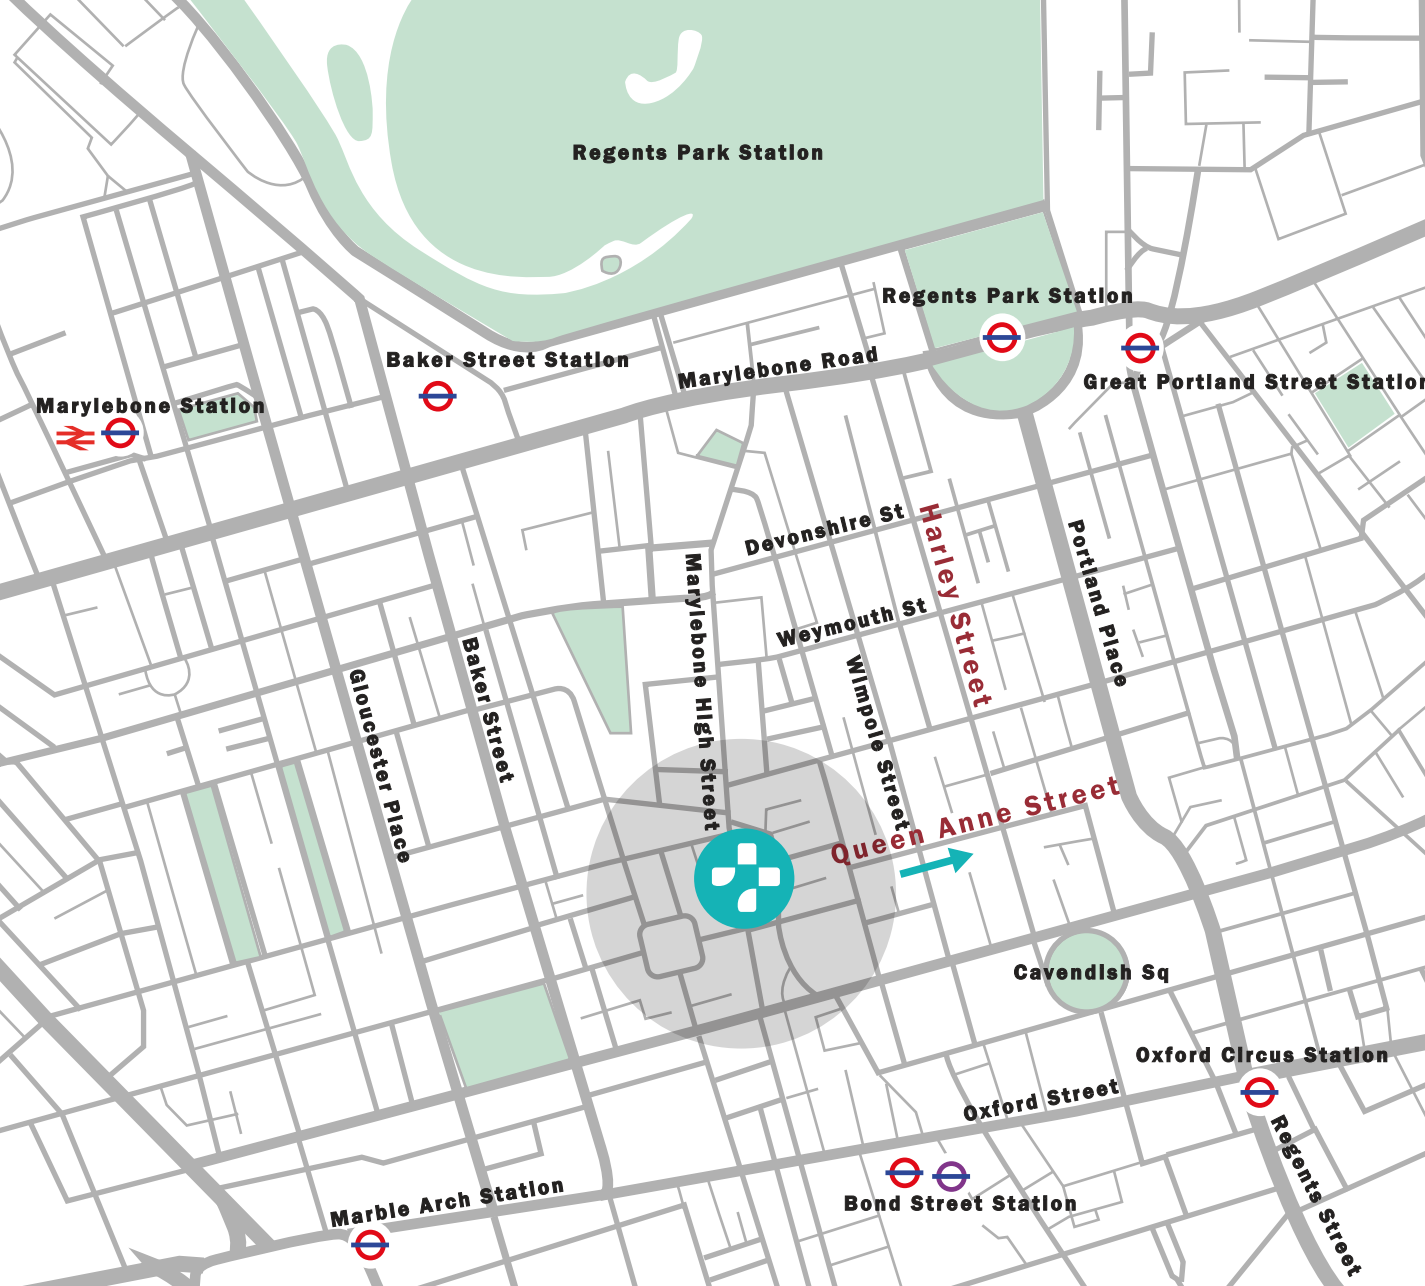 Regents Park Station
Regents Park Station
Baker Street Station
Marylebone Road
Great Portland Street Station
Marylebone Station
Devonshire St
Harley Street
Portland Place
Marylebone High Street
Weymouth St
Baker Street
Wimpole Street
Gloucester Place
Queen Anne Street
Cavendish Sq
Oxford Circus Station
Oxford Street
Regents Street
Marble Arch Station
Bond Street Station